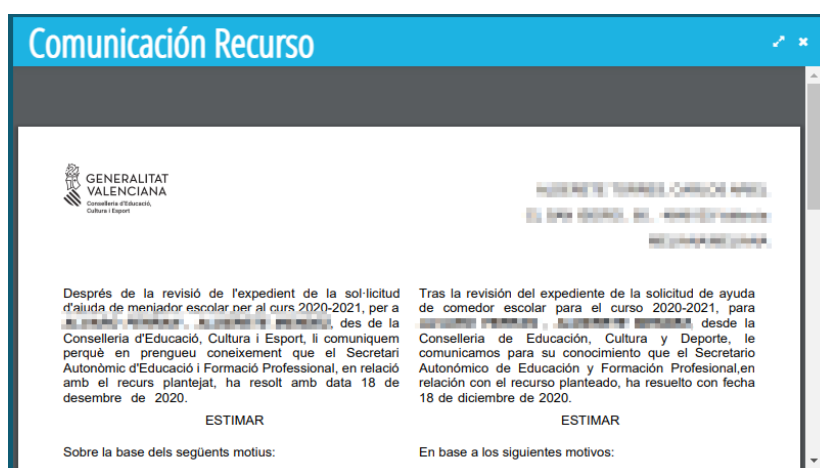 Comunicación Recurso
GENERALITAT
VALENCIANA
Conselleria d'Educació,
Cultura i Esport
Després de la revisió de l'expedient de la sol·licitud
d'ajuda de menjador escolar per al curs 2020-2021, per a
, des de la
Conselleria d'Educació, Cultura i Esport, li comuniquem
perquè en prengueu coneixement que el Secretari
Autonòmic d'Educació i Formació Professional, en relació
amb el recurs plantejat, ha resolt amb data 18 de
desembre de 2020.
ESTIMAR
Sobre la base dels següents motius:
Tras la revisión del expediente de la solicitud de ayuda
de comedor escolar para el curso 2020-2021, para
, desde la
Conselleria de Educación, Cultura y Deporte, le
comunicamos para su conocimiento que el Secretario
Autonómico de Educación y Formación Profesional,en
relación con el recurso planteado, ha resuelto con fecha
18 de diciembre de 2020.
ESTIMAR
En base a los siguientes motivos: